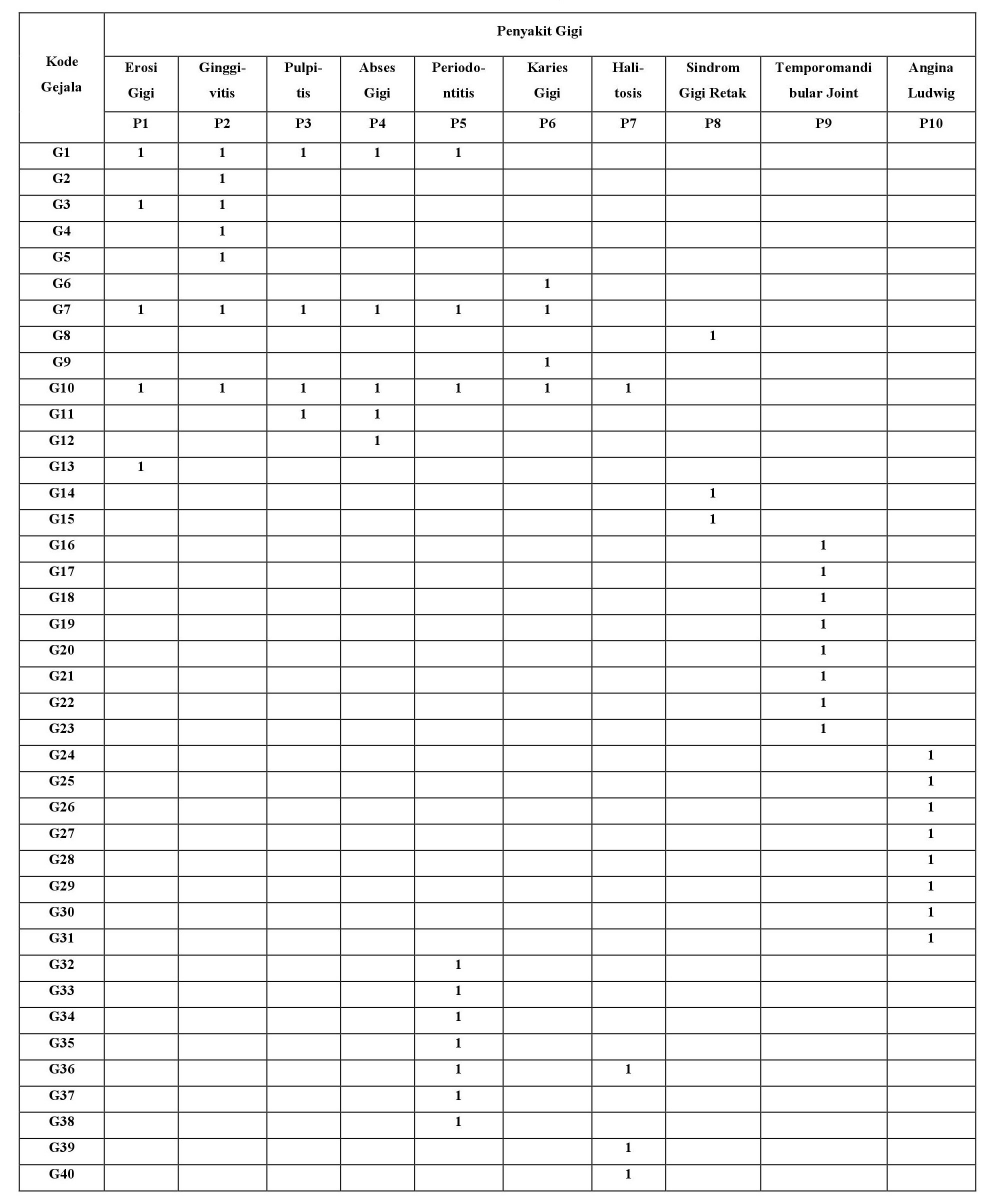 Penyakit Gigi
Kode
Gejala
Erosi Ginggi- Pulpi- Abses Periodo- Karies Hali- Sindrom Temporomandi Angina
Gigi vitis tis Gigi ntitis Gigi tosis Gigi Retak bular Joint Ludwig
P1 P2 P3 P4 P5 P6 P7 P8 P9 P10
G1 1 1 1 1 1
G2 1
G3 1 1
G4 1
G5 1
G6 1
G7 1 1 1 1 1 1
G8 1
G9 1
G10 1 1 1 1 1 1 1
G11 1 1
G12 1
G13 1
G14 1
G15 1
G16 1
G17 1
G18 1
G19 1
G20 1
G21 1
G22 1
G23 1
G24 1
G25 1
G26 1
G27 1
G28 1
G29 1
G30 1
G31 1
G32 1
G33 1
G34 1
G35 1
G36 1 1
G37 1
G38 1
G39 1
G40 1